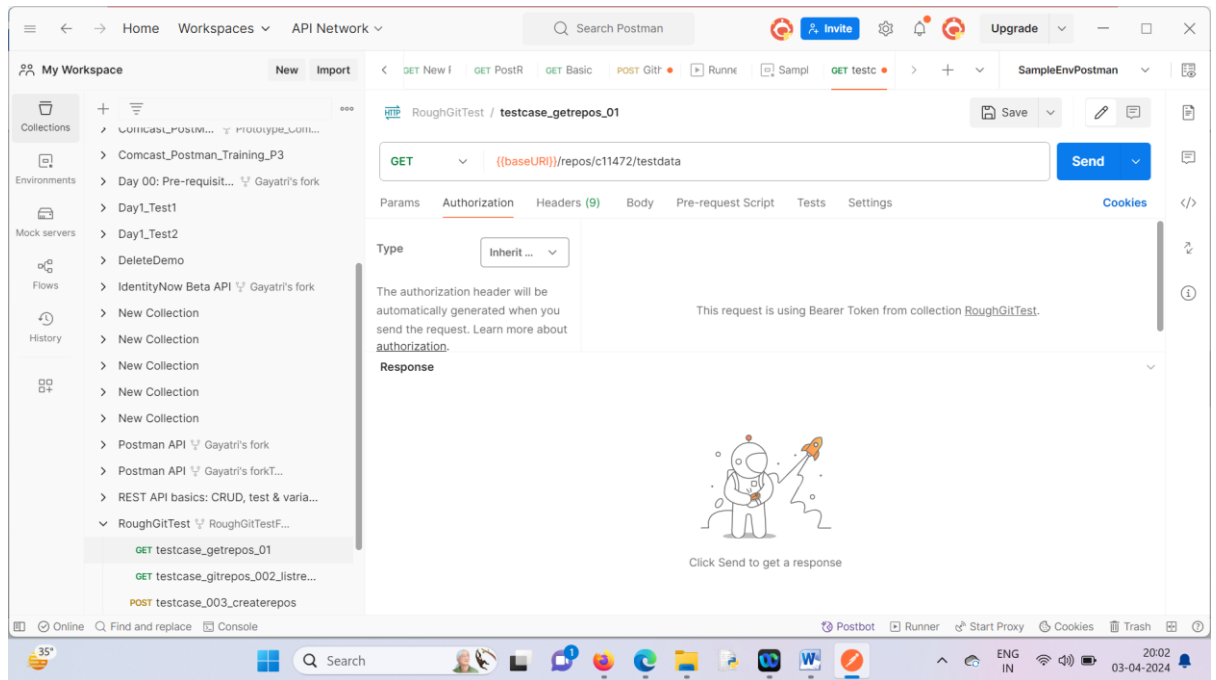 Home Workspaces API Network Search Postman Invite Upgrade
My Workspace New Import GET New F GET PostR GET Basic POST Gith Runne Sampl GET testc SampleEnvPostman
Collections
Environments
Mock servers
Flows
History
Comcast_PostM... Prototype_Com...
Comcast_Postman_Training_P3
Day 00: Pre-requisit... Gayatri's fork
Day1_Test1
Day1_Test2
DeleteDemo
IdentityNow Beta API Gayatri's fork
New Collection
New Collection
New Collection
New Collection
New Collection
Postman API Gayatri's fork
Postman API Gayatri's forkT...
REST API basics: CRUD, test & varia...
RoughGitTest RoughGitTestF...
GET testcase_getrepos_01
GET testcase_gitrepos_002_listre...
POST testcase_003_createrepos
HTTP RoughGitTest / testcase_getrepos_01 Save
GET {{baseURI}}/repos/c11472/testdata Send
Params Authorization Headers (9) Body Pre-request Script Tests Settings Cookies
Type Inherit ...
The authorization header will be
automatically generated when you
send the request. Learn more about
authorization.
This request is using Bearer Token from collection RoughGitTest.
Response
Click Send to get a response
Online Find and replace Console Postbot Runner Start Proxy Cookies Trash
35° Search ENG 20:02
IN 03-04-2024